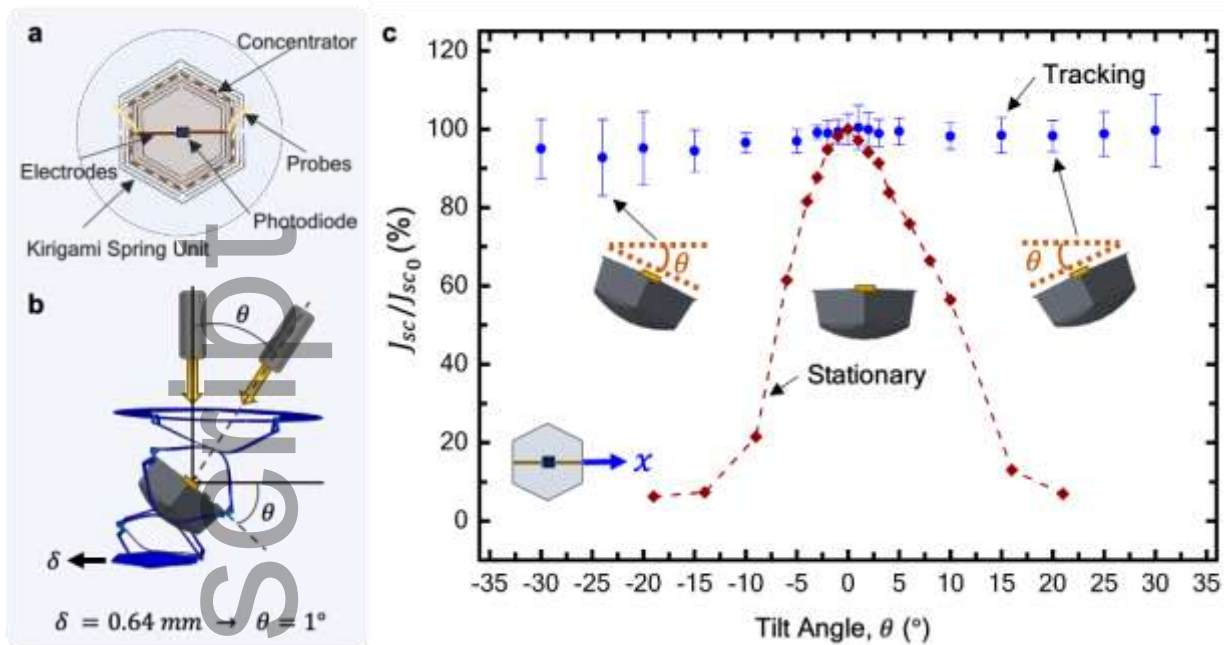 a
Concentrator
Electrodes
Probes
Photodiode
Kirigami Spring Unit
b
θ
θ
δ
δ = 0.64 mm → θ = 1°
script
c
120
100
80
60
40
20
0
J_sc/J_sc0 (%)
Tracking
θ
θ
Stationary
x
-35 -30 -25 -20 -15 -10 -5 0 5 10 15 20 25 30 35
Tilt Angle, θ (°)